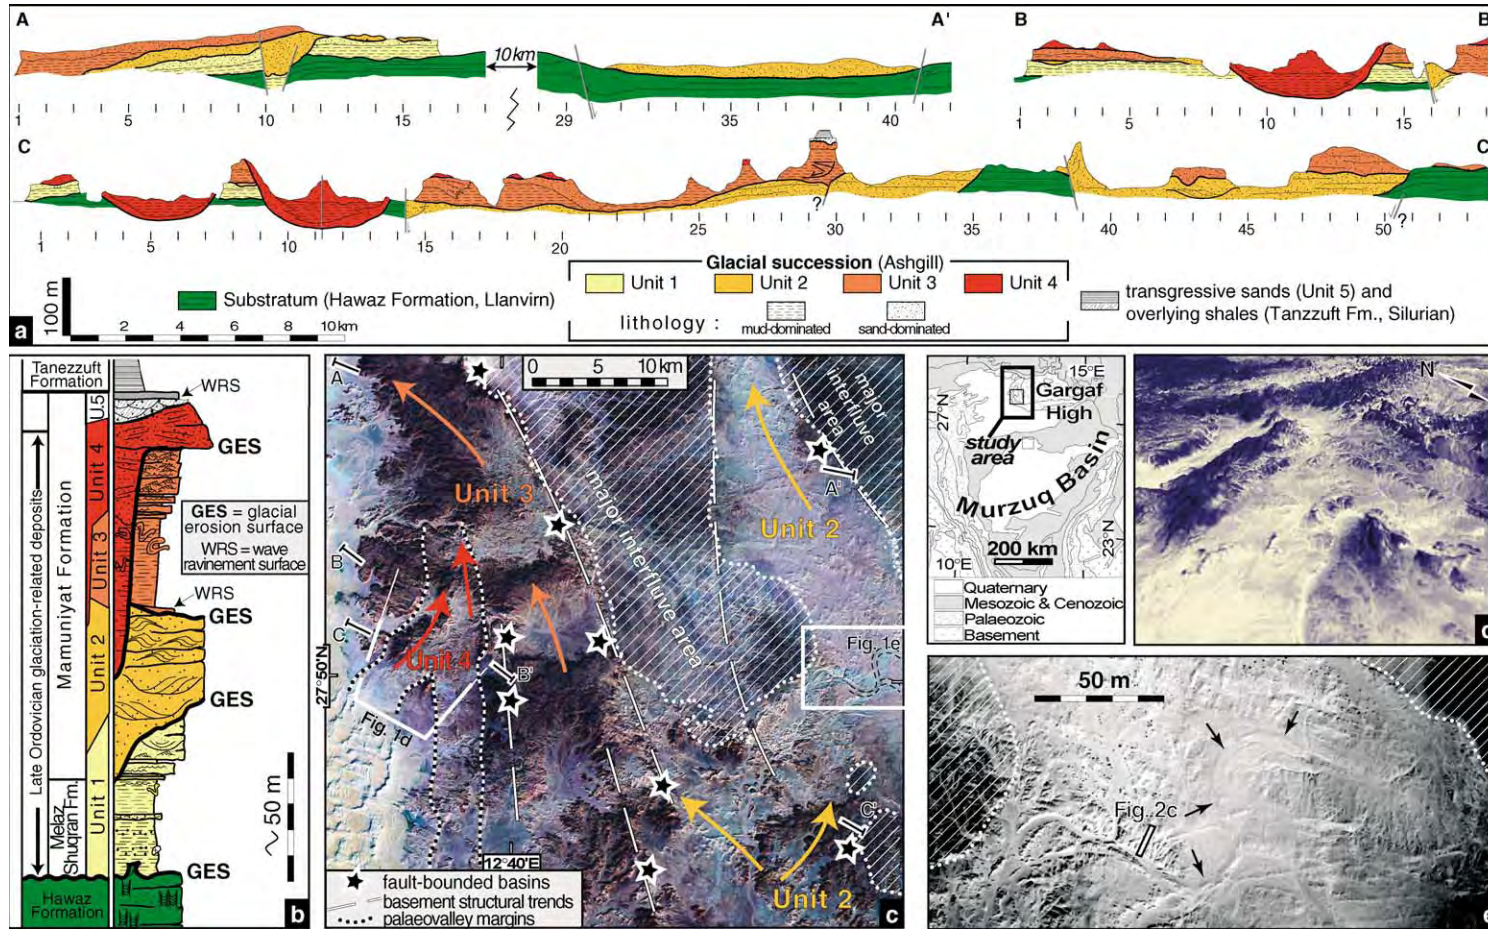 A
A'
B
B
10km
1
5
10
15
29
35
40
1
5
10
15
C
C
?
?
1
5
10
15
20
25
30
35
40
45
50
Glacial succession (Ashgill)
Unit 1
Unit 2
Unit 3
Unit 4
lithology :
mud-dominated
sand-dominated
Substratum (Hawaz Formation, Llanvirn)
transgressive sands (Unit 5) and
overlying shales (Tanzzuft Fm., Silurian)
100 m
2
4
6
8
10km
a
Tanezzuft
Formation
WRS
U.5
GES
Late Ordovician glaciation-related deposits
Mamuniyat Formation
Unit 4
Unit 3
Unit 2
Unit 1
GES = glacial
erosion surface
WRS = wave
ravinement surface
WRS
GES
GES
Melaz
Shuqran Fm.
GES
Hawaz
Formation
~ 50 m
b
0
5
10 km
A
A
B
B'
C
C'
Unit 3
Unit 2
Unit 4
Unit 2
major
interfluve
area
major interfluve area
Fig. 1e
Fig. 1d
27°50'N
12°40'E
fault-bounded basins
basement structural trends
palaeovalley margins
c
15°E
27°N
Gargaf
High
study
area
Murzuq Basin
23°N
200 km
10°E
Quaternary
Mesozoic & Cenozoic
Palaeozoic
Basement
N
50 m
Fig. 2c
e